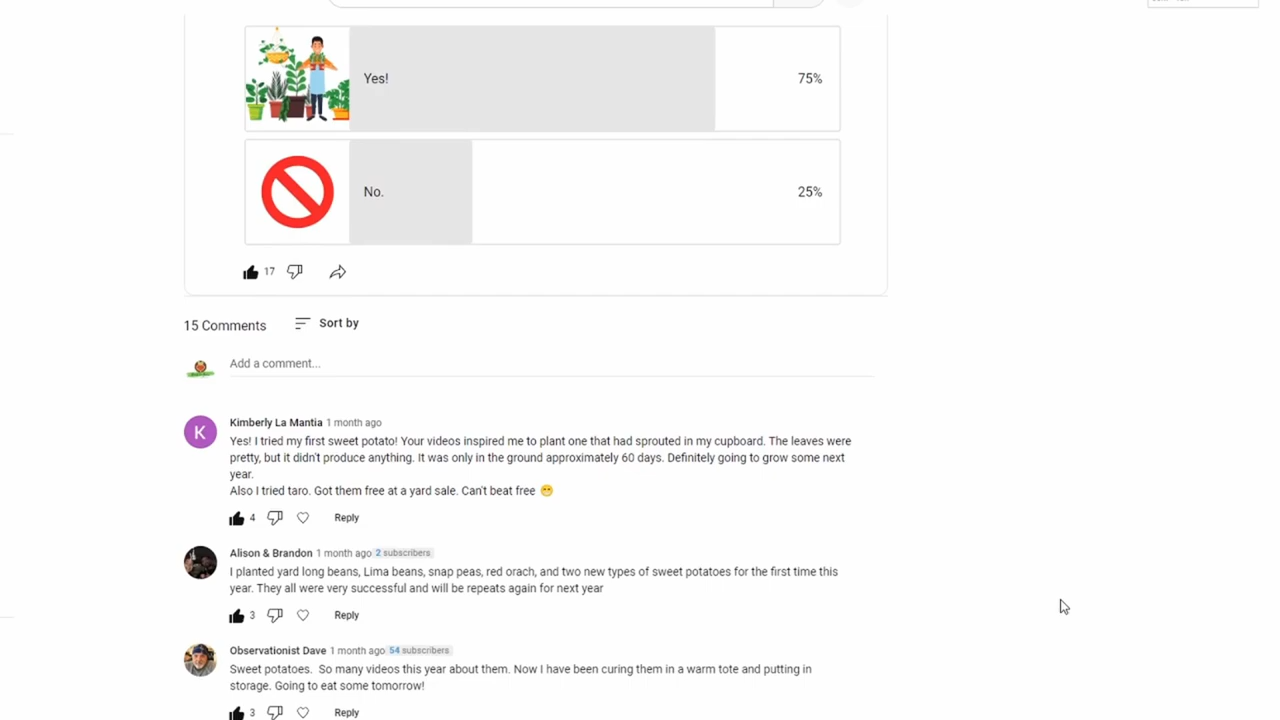 Yes!
75%
No.
25%
17
15 Comments
Sort by
Add a comment...
K
Kimberly La Mantia 1 month ago
Yes! I tried my first sweet potato! Your videos inspired me to plant one that had sprouted in my cupboard. The leaves were
pretty, but it didn't produce anything. It was only in the ground approximately 60 days. Definitely going to grow some next
year.
Also I tried taro. Got them free at a yard sale. Can't beat free 😁
4 Reply
Alison & Brandon 1 month ago 2 subscribers
I planted yard long beans, Lima beans, snap peas, red orach, and two new types of sweet potatoes for the first time this
year. They all were very successful and will be repeats again for next year
3 Reply
Observationist Dave 1 month ago 54 subscribers
Sweet potatoes. So many videos this year about them. Now I have been curing them in a warm tote and putting in
storage. Going to eat some tomorrow!
3 Reply